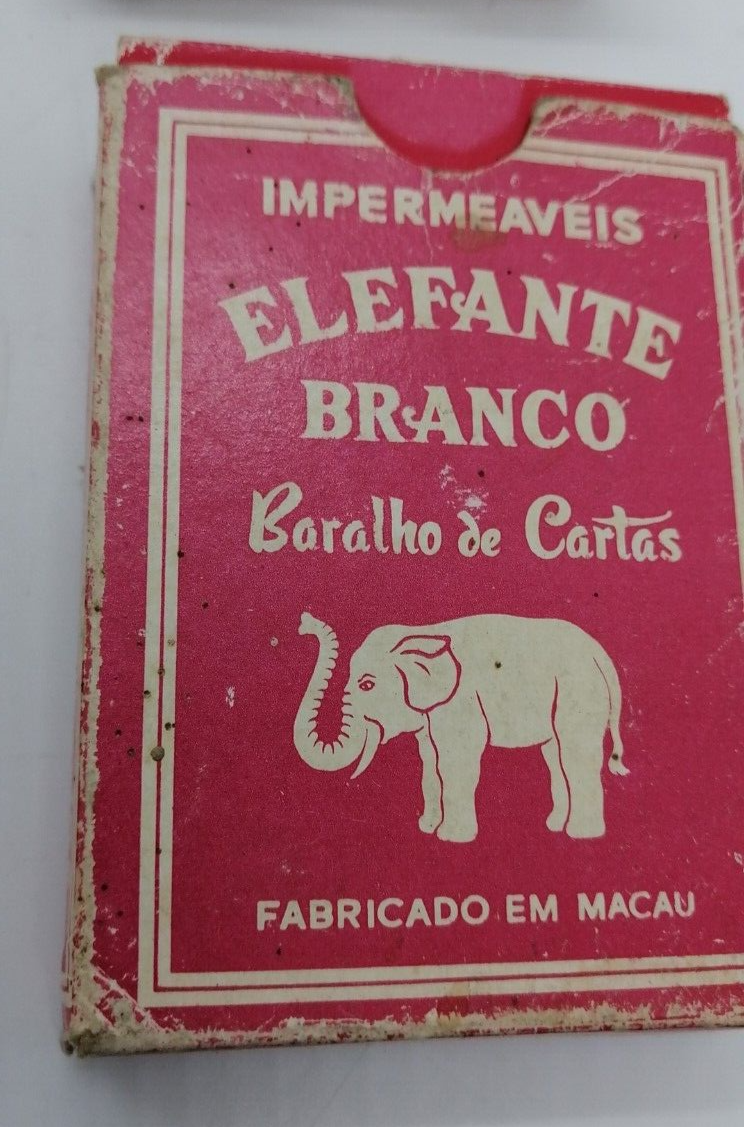 IMPERMEAVEIS
ELEFANTE
BRANCO
Baralho de Cartas
FABRICADO EM MACAU